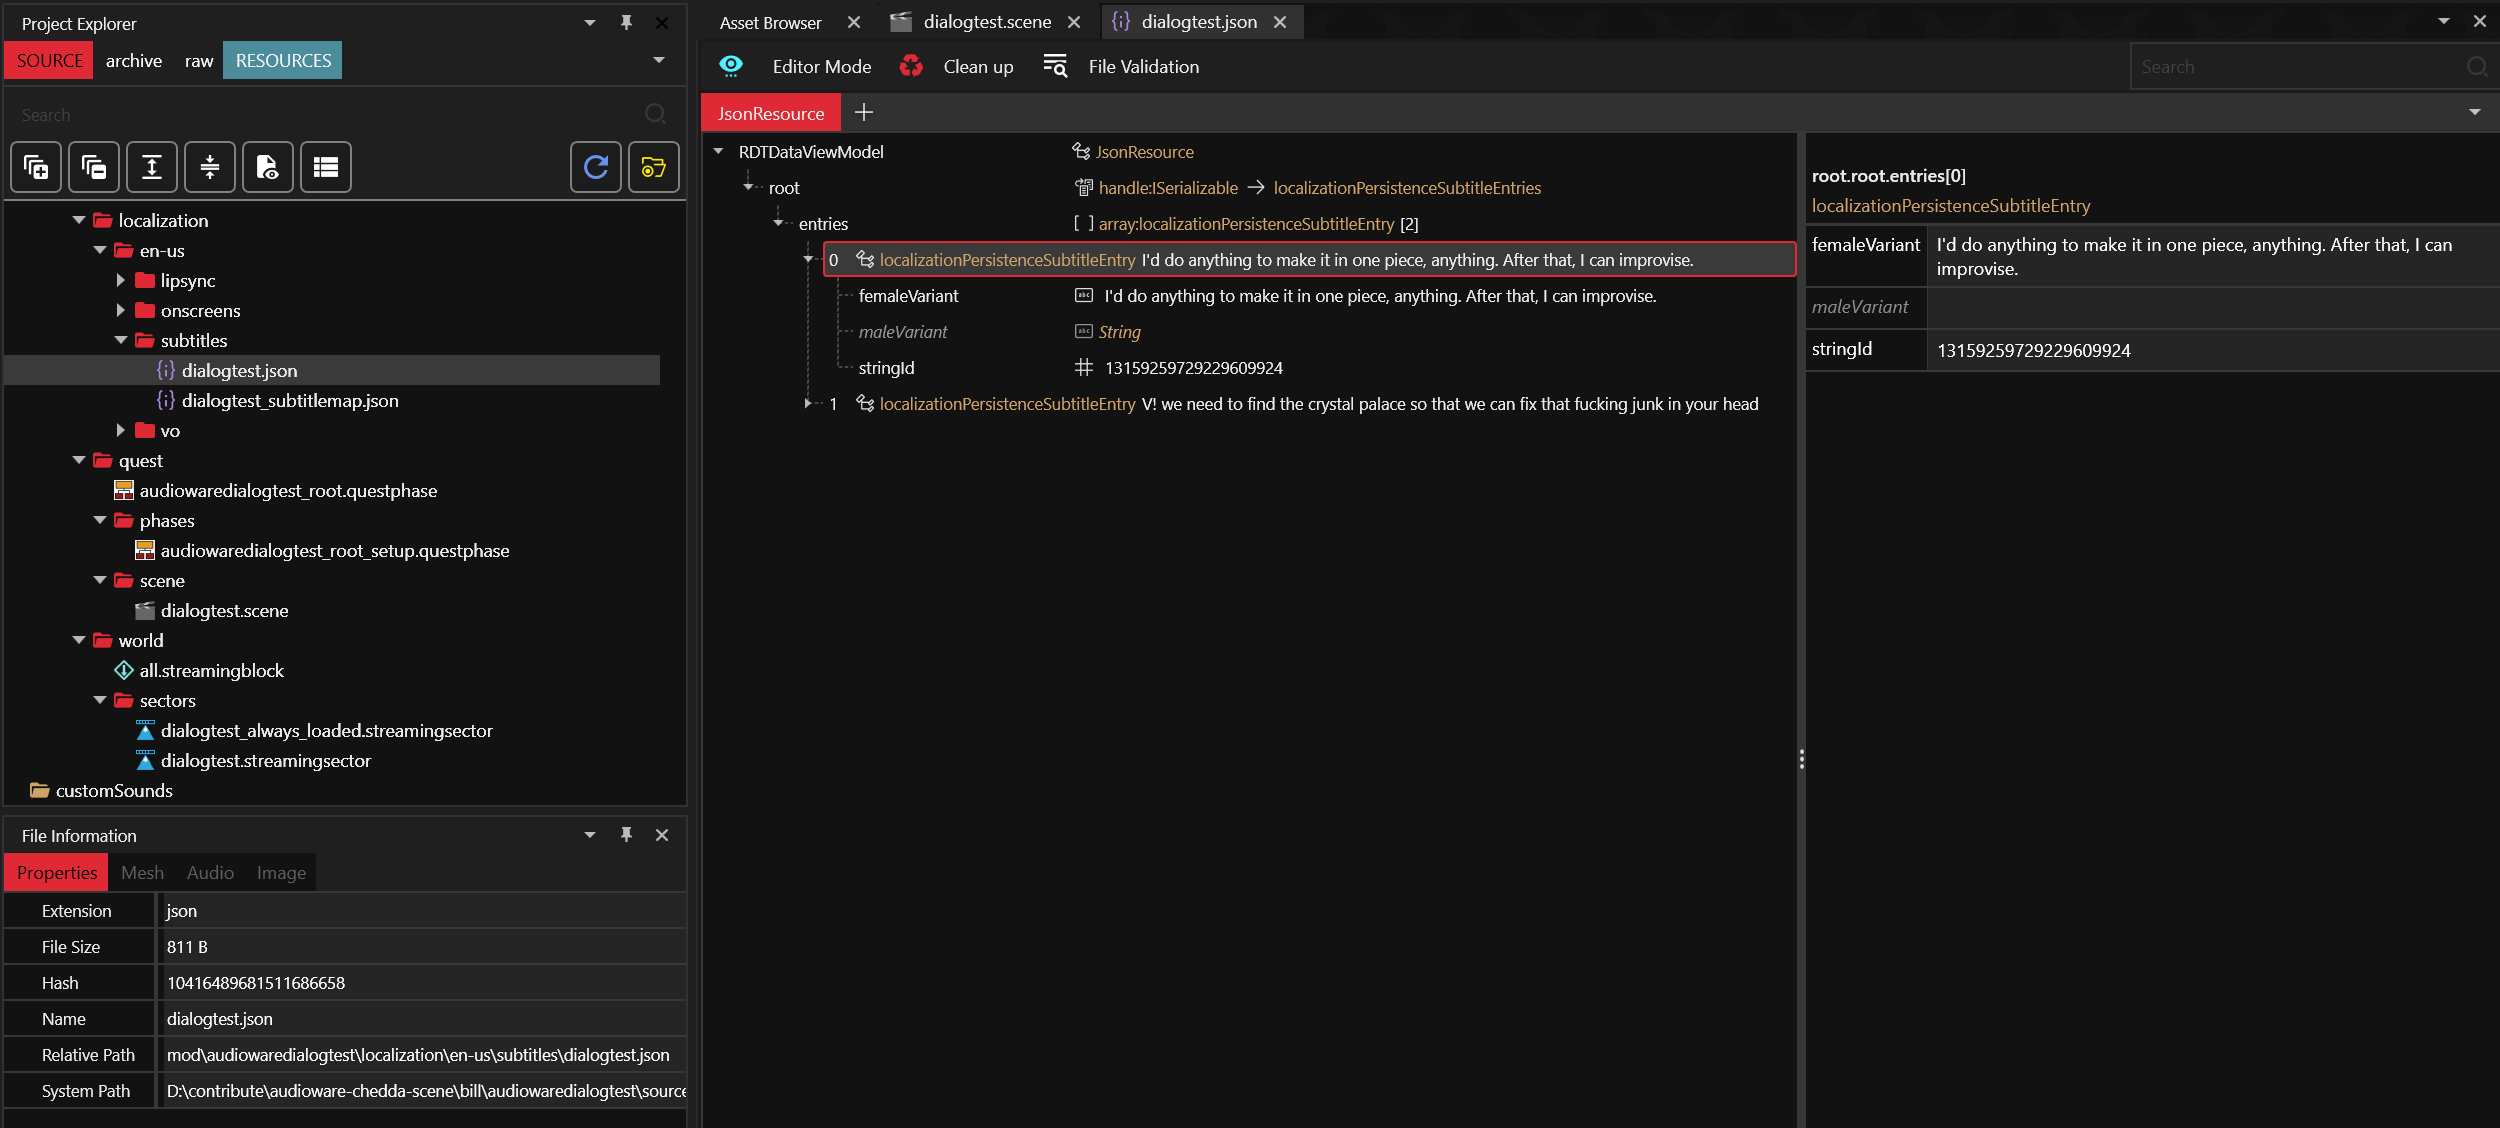 Project Explorer
SOURCE archive raw RESOURCES
Search
localization
en-us
lipsync
onscreens
subtitles
dialogtest.json
dialogtest_subtitlemap.json
vo
quest
audiowaredialogtest_root.questphase
phases
audiowaredialogtest_root_setup.questphase
scene
dialogtest.scene
world
all.streamingblock
sectors
dialogtest_always_loaded.streamingsector
dialogtest.streamingsector
customSounds
File Information
Properties Mesh Audio Image
Extension json
File Size 811 B
Hash 10416489681511686658
Name dialogtest.json
Relative Path mod\audiowaredialogtest\localization\en-us\subtitles\dialogtest.json
System Path D:\contribute\audioware-chedda-scene\bill\audiowaredialogtest\source
Asset Browser dialogtest.scene dialogtest.json
Editor Mode Clean up File Validation
Search
JsonResource
RDTDataViewModel JsonResource
root handle:ISerializable → localizationPersistenceSubtitleEntries
entries [ ] array:localizationPersistenceSubtitleEntry [2]
0 localizationPersistenceSubtitleEntry I'd do anything to make it in one piece, anything. After that, I can improvise.
femaleVariant abc I'd do anything to make it in one piece, anything. After that, I can improvise.
maleVariant abc String
stringId 13159259729229609924
1 localizationPersistenceSubtitleEntry V! we need to find the crystal palace so that we can fix that fucking junk in your head
root.root.entries[0]
localizationPersistenceSubtitleEntry
femaleVariant I'd do anything to make it in one piece, anything. After that, I can
improvise.
maleVariant
stringId 13159259729229609924